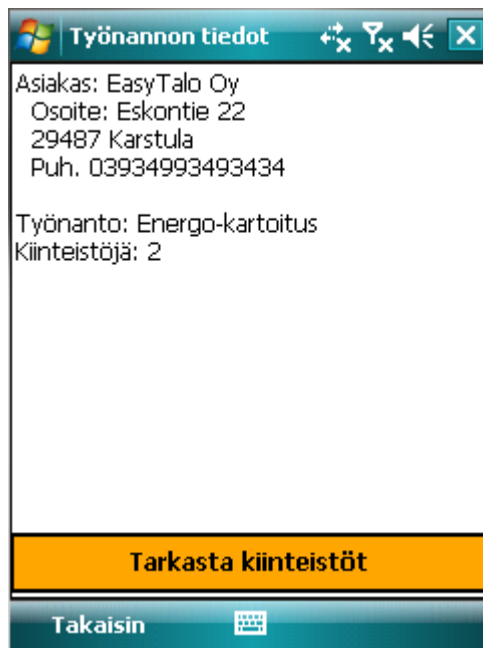 Työnannon tiedot
Asiakas: EasyTalo Oy
Osoite: Eskontie 22
29487 Karstula
Puh. 03934993493434
Työnanto: Energo-kartoitus
Kiinteistöjä: 2
Tarkasta kiinteistöt
Takaisin